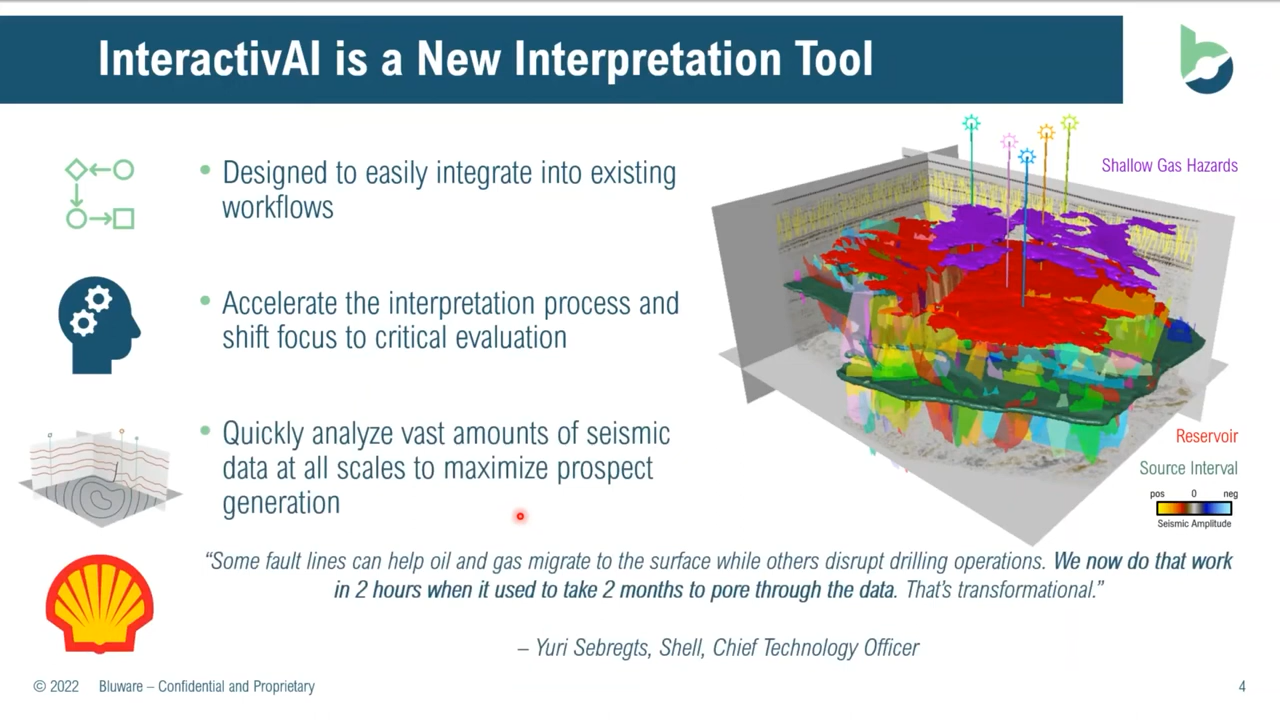 InteractivAI is a New Interpretation Tool
• Designed to easily integrate into existing
workflows
• Accelerate the interpretation process and
shift focus to critical evaluation
• Quickly analyze vast amounts of seismic
data at all scales to maximize prospect
generation
Shallow Gas Hazards
Reservoir
Source Interval
pos 0 neg
Seismic Amplitude
“Some fault lines can help oil and gas migrate to the surface while others disrupt drilling operations. We now do that work
in 2 hours when it used to take 2 months to pore through the data. That’s transformational.”
– Yuri Sebregts, Shell, Chief Technology Officer
© 2022 Bluware – Confidential and Proprietary
4